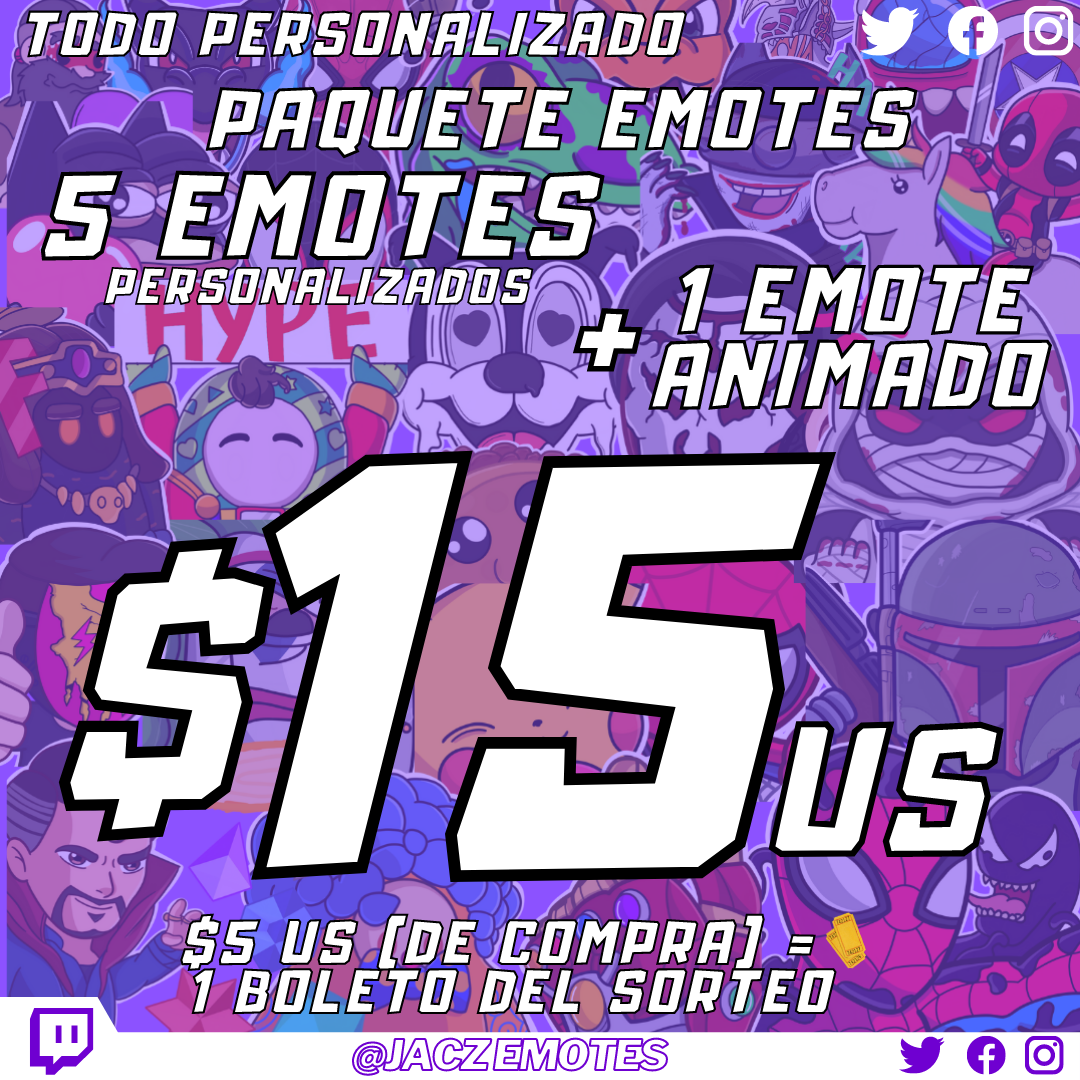 TODO PERSONALIZADO
PAQUETE EMOTES
5 EMOTES
PERSONALIZADOS
+ 1 EMOTE
ANIMADO
HYPE
$15 US
$5 US (DE COMPRA) =
1 BOLETO DEL SORTEO
@JACZEMOTES